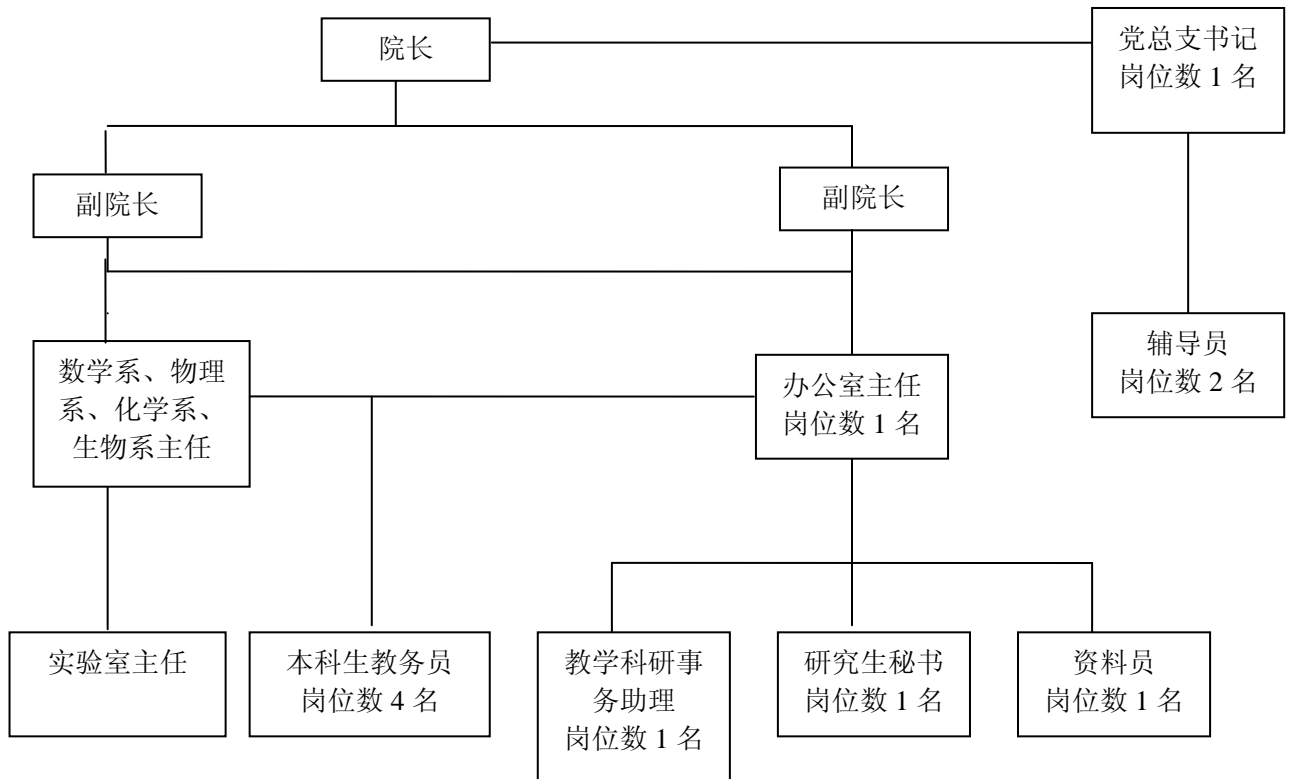 院长
党总支书记
岗位数 1 名
副院长
副院长
数学系、物理
系、化学系、
生物系主任
办公室主任
岗位数 1 名
辅导员
岗位数 2 名
实验室主任
本科生教务员
岗位数 4 名
教学科研事
务助理
岗位数 1 名
研究生秘书
岗位数 1 名
资料员
岗位数 1 名